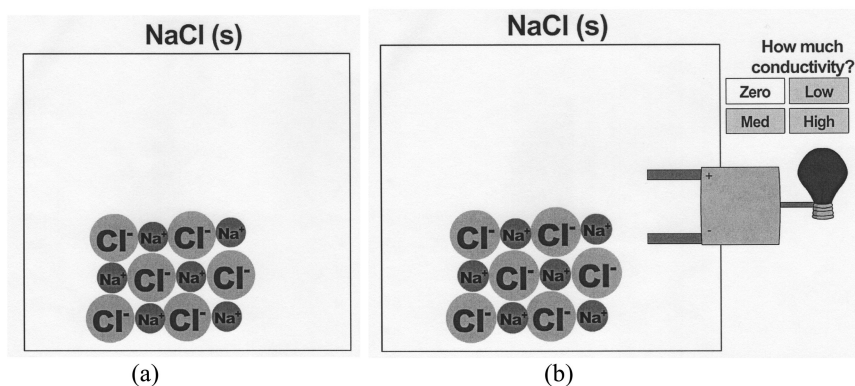 NaCl (s)
Cl⁻ Na⁺ Cl⁻ Na⁺
Na⁺ Cl⁻ Na⁺ Cl⁻
Cl⁻ Na⁺ Cl⁻ Na⁺
(a)
NaCl (s)
How much
conductivity?
Zero Low
Med High
+
-
Cl⁻ Na⁺ Cl⁻ Na⁺
Na⁺ Cl⁻ Na⁺ Cl⁻
Cl⁻ Na⁺ Cl⁻ Na⁺
(b)